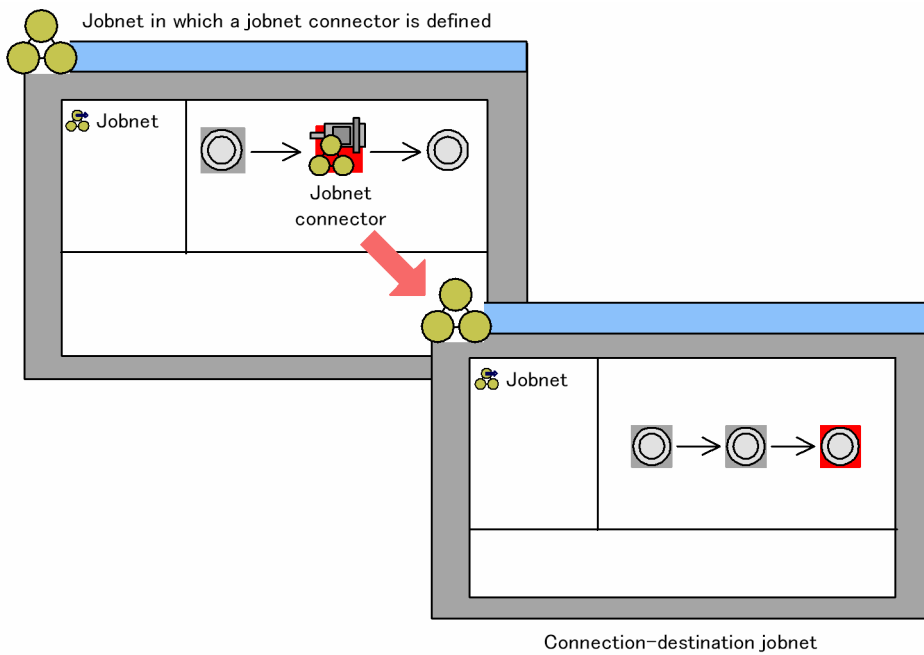 Jobnet in which a jobnet connector is defined
Jobnet
Jobnet
connector
Jobnet
Connection-destination jobnet